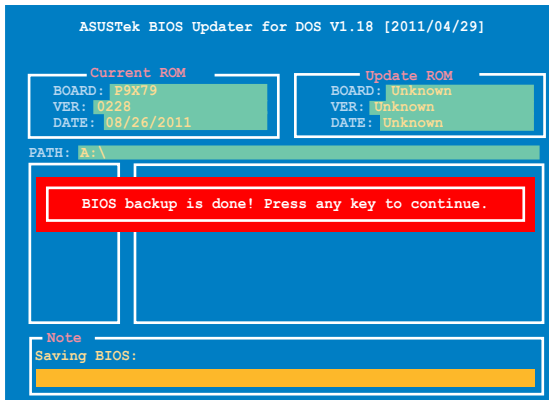 ASUSTek BIOS Updater for DOS V1.18 [2011/04/29]
Current ROM
BOARD: P9X79
VER: 0228
DATE: 08/26/2011
Update ROM
BOARD: Unknown
VER: Unknown
DATE: Unknown
PATH: A:\
BIOS backup is done! Press any key to continue.
Note
Saving BIOS: